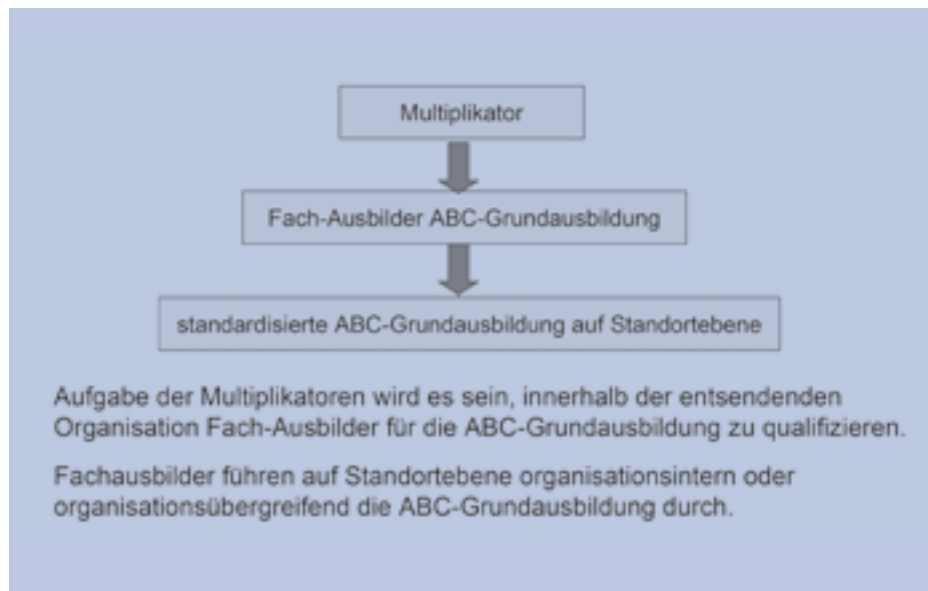 Multiplikator
Fach-Ausbilder ABC-Grundausbildung
standardisierte ABC-Grundausbildung auf Standortebene
Aufgabe der Multiplikatoren wird es sein, innerhalb der entsendenden
Organisation Fach-Ausbilder für die ABC-Grundausbildung zu qualifizieren.
Fachausbilder führen auf Standortebene organisationsintern oder
organisationsübergreifend die ABC-Grundausbildung durch.